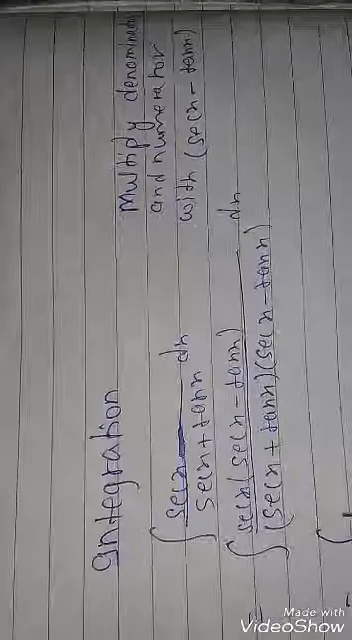 Integration
∫ secx / secx + tanx dx
Multiply denominator
and numerator
with (secx - tanx)
= ∫ secx (secx - tanx) / (secx + tanx)(secx - tanx) dx
= ∫
Made with
VideoShow